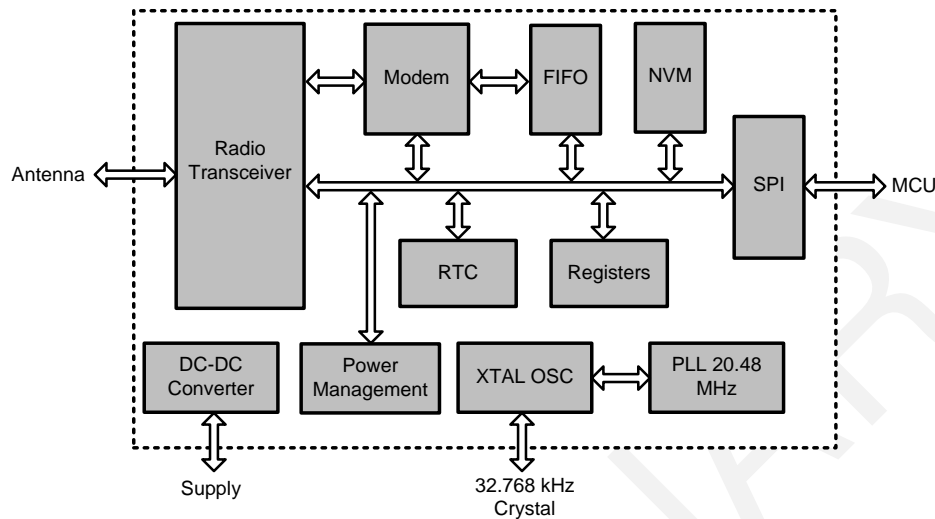 Radio
Transceiver
Modem
FIFO
NVM
Antenna
SPI
MCU
RTC
Registers
DC-DC
Converter
Power
Management
XTAL OSC
PLL 20.48
MHz
Supply
32.768 kHz
Crystal